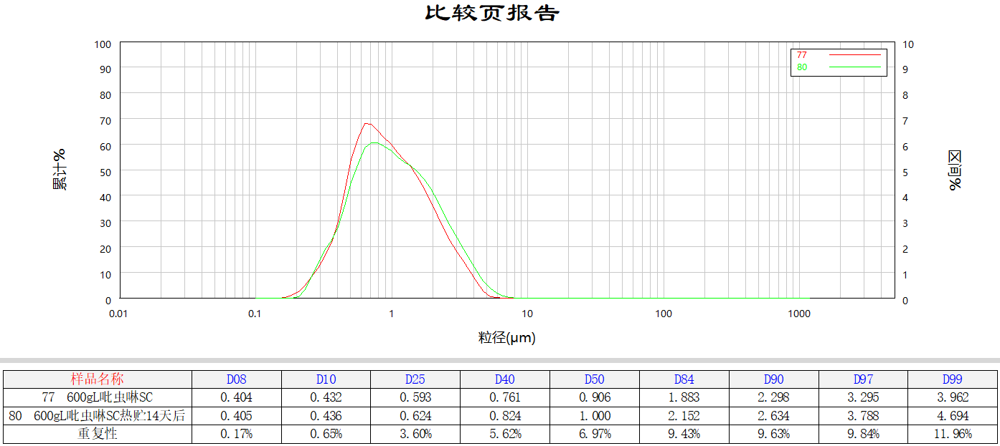 比较页报告
100 10
77
80
90 9
80 8
70 7
60 6
50 5
累计% 区间%
40 4
30 3
20 2
10 1
0 0
0.01 0.1 1 10 100 1000
粒径(μm)
样品名称 D08 D10 D25 D40 D50 D84 D90 D97 D99
77 600gL吡虫啉SC 0.404 0.432 0.593 0.761 0.906 1.883 2.298 3.295 3.962
80 600gL吡虫啉SC热贮14天后 0.405 0.436 0.624 0.824 1.000 2.152 2.634 3.788 4.694
重复性 0.17% 0.65% 3.60% 5.62% 6.97% 9.43% 9.63% 9.84% 11.96%